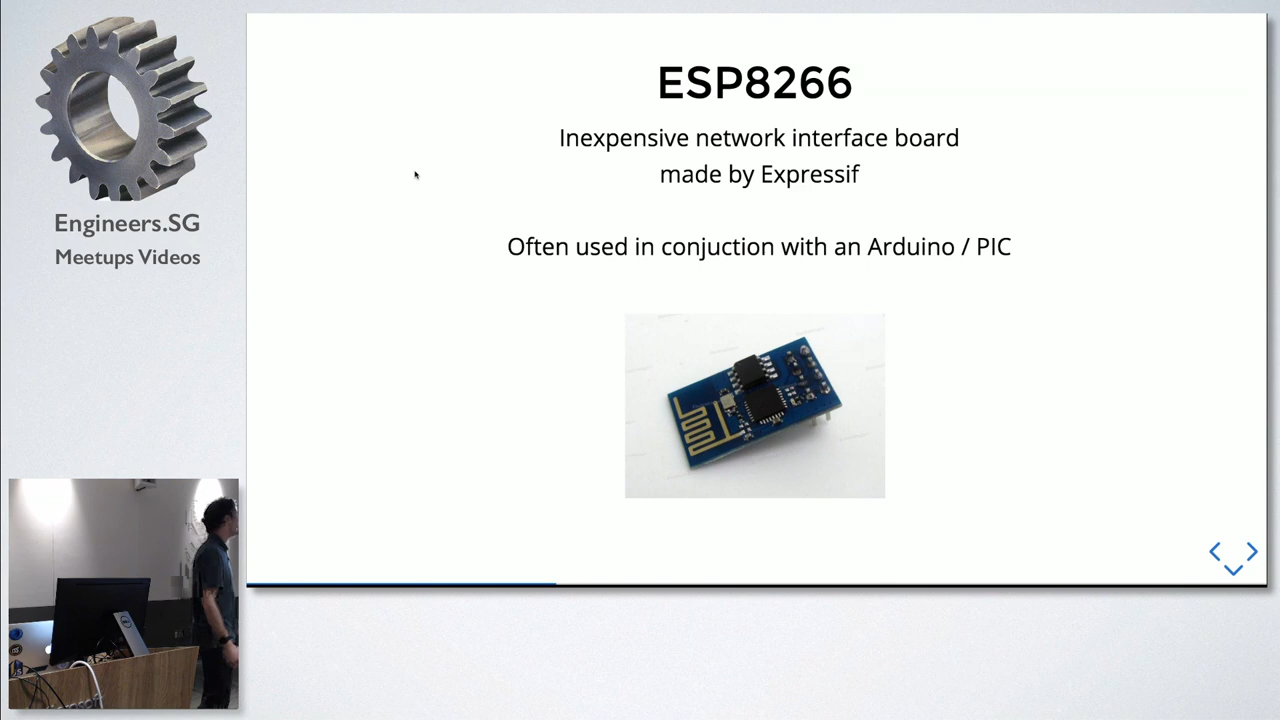 Engineers.SG
Meetups Videos
ESP8266
Inexpensive network interface board
made by Expressif
Often used in conjuction with an Arduino / PIC